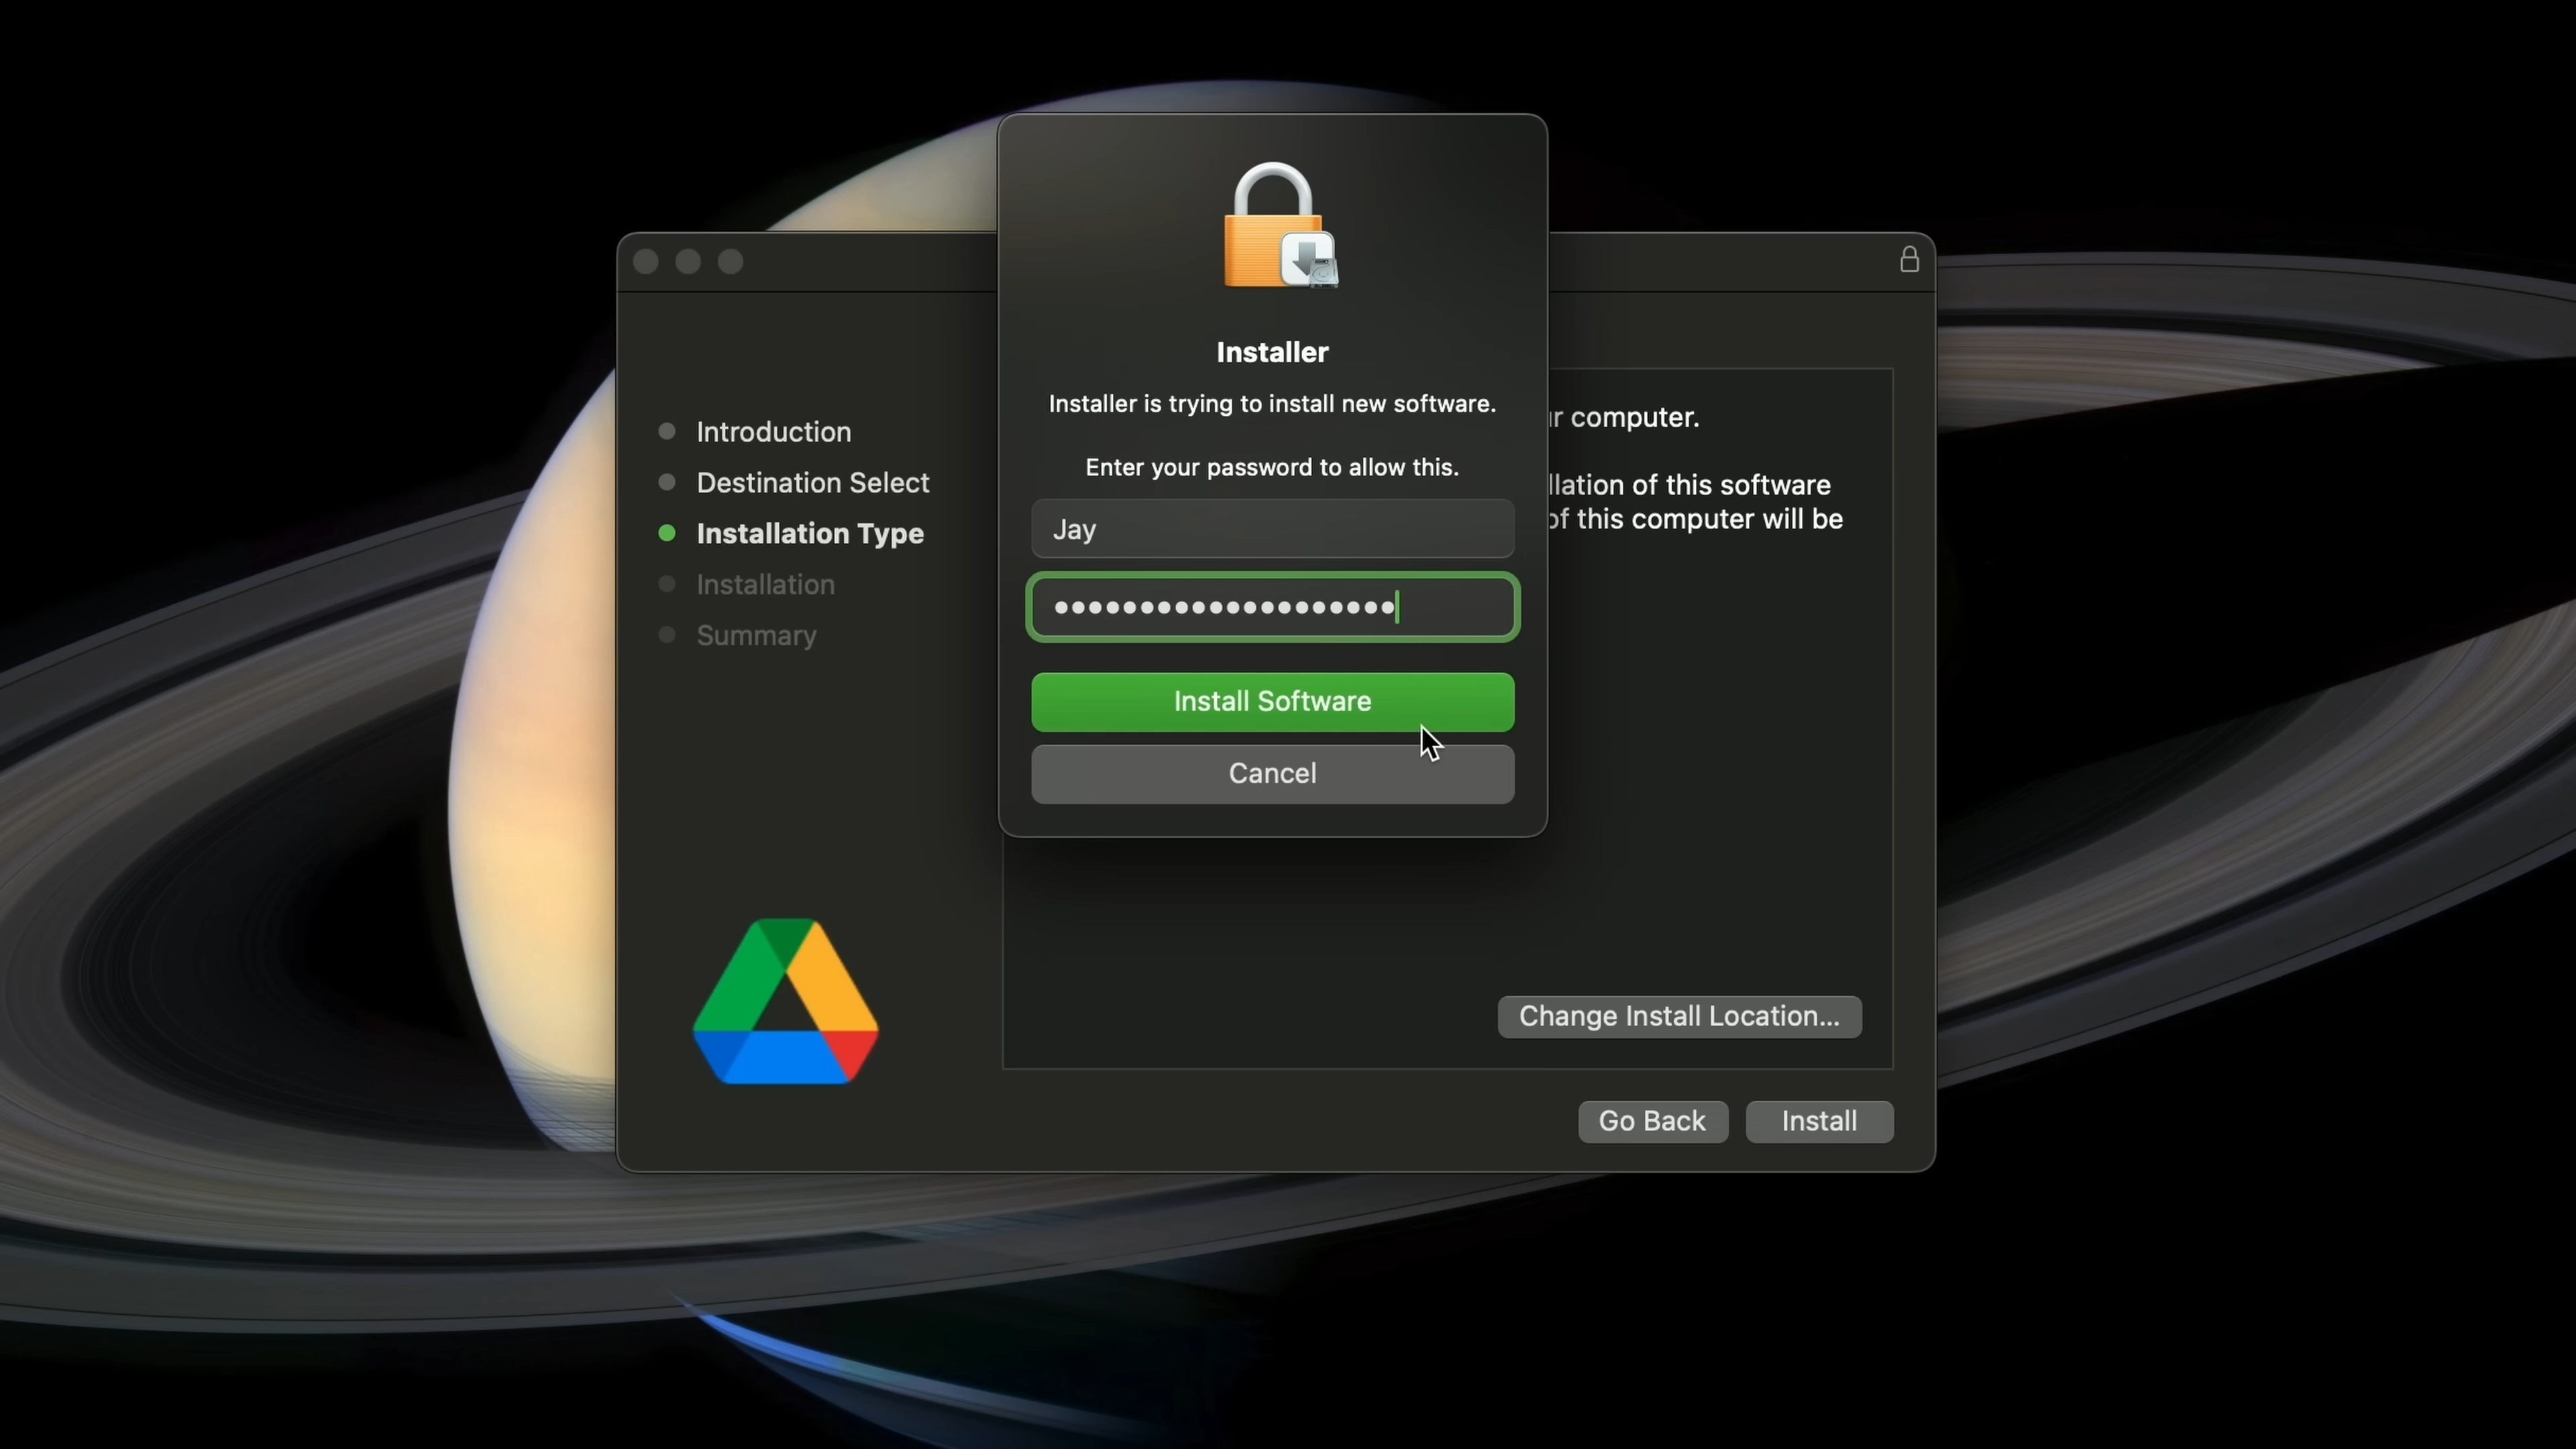 Installer
Installer is trying to install new software.
Enter your password to allow this.
Jay
●●●●●●●●●●●●●●●●●●●●
Install Software
Cancel
Introduction
Destination Select
Installation Type
Installation
Summary
computer.
of this software
of this computer will be
Change Install Location...
Go Back
Install